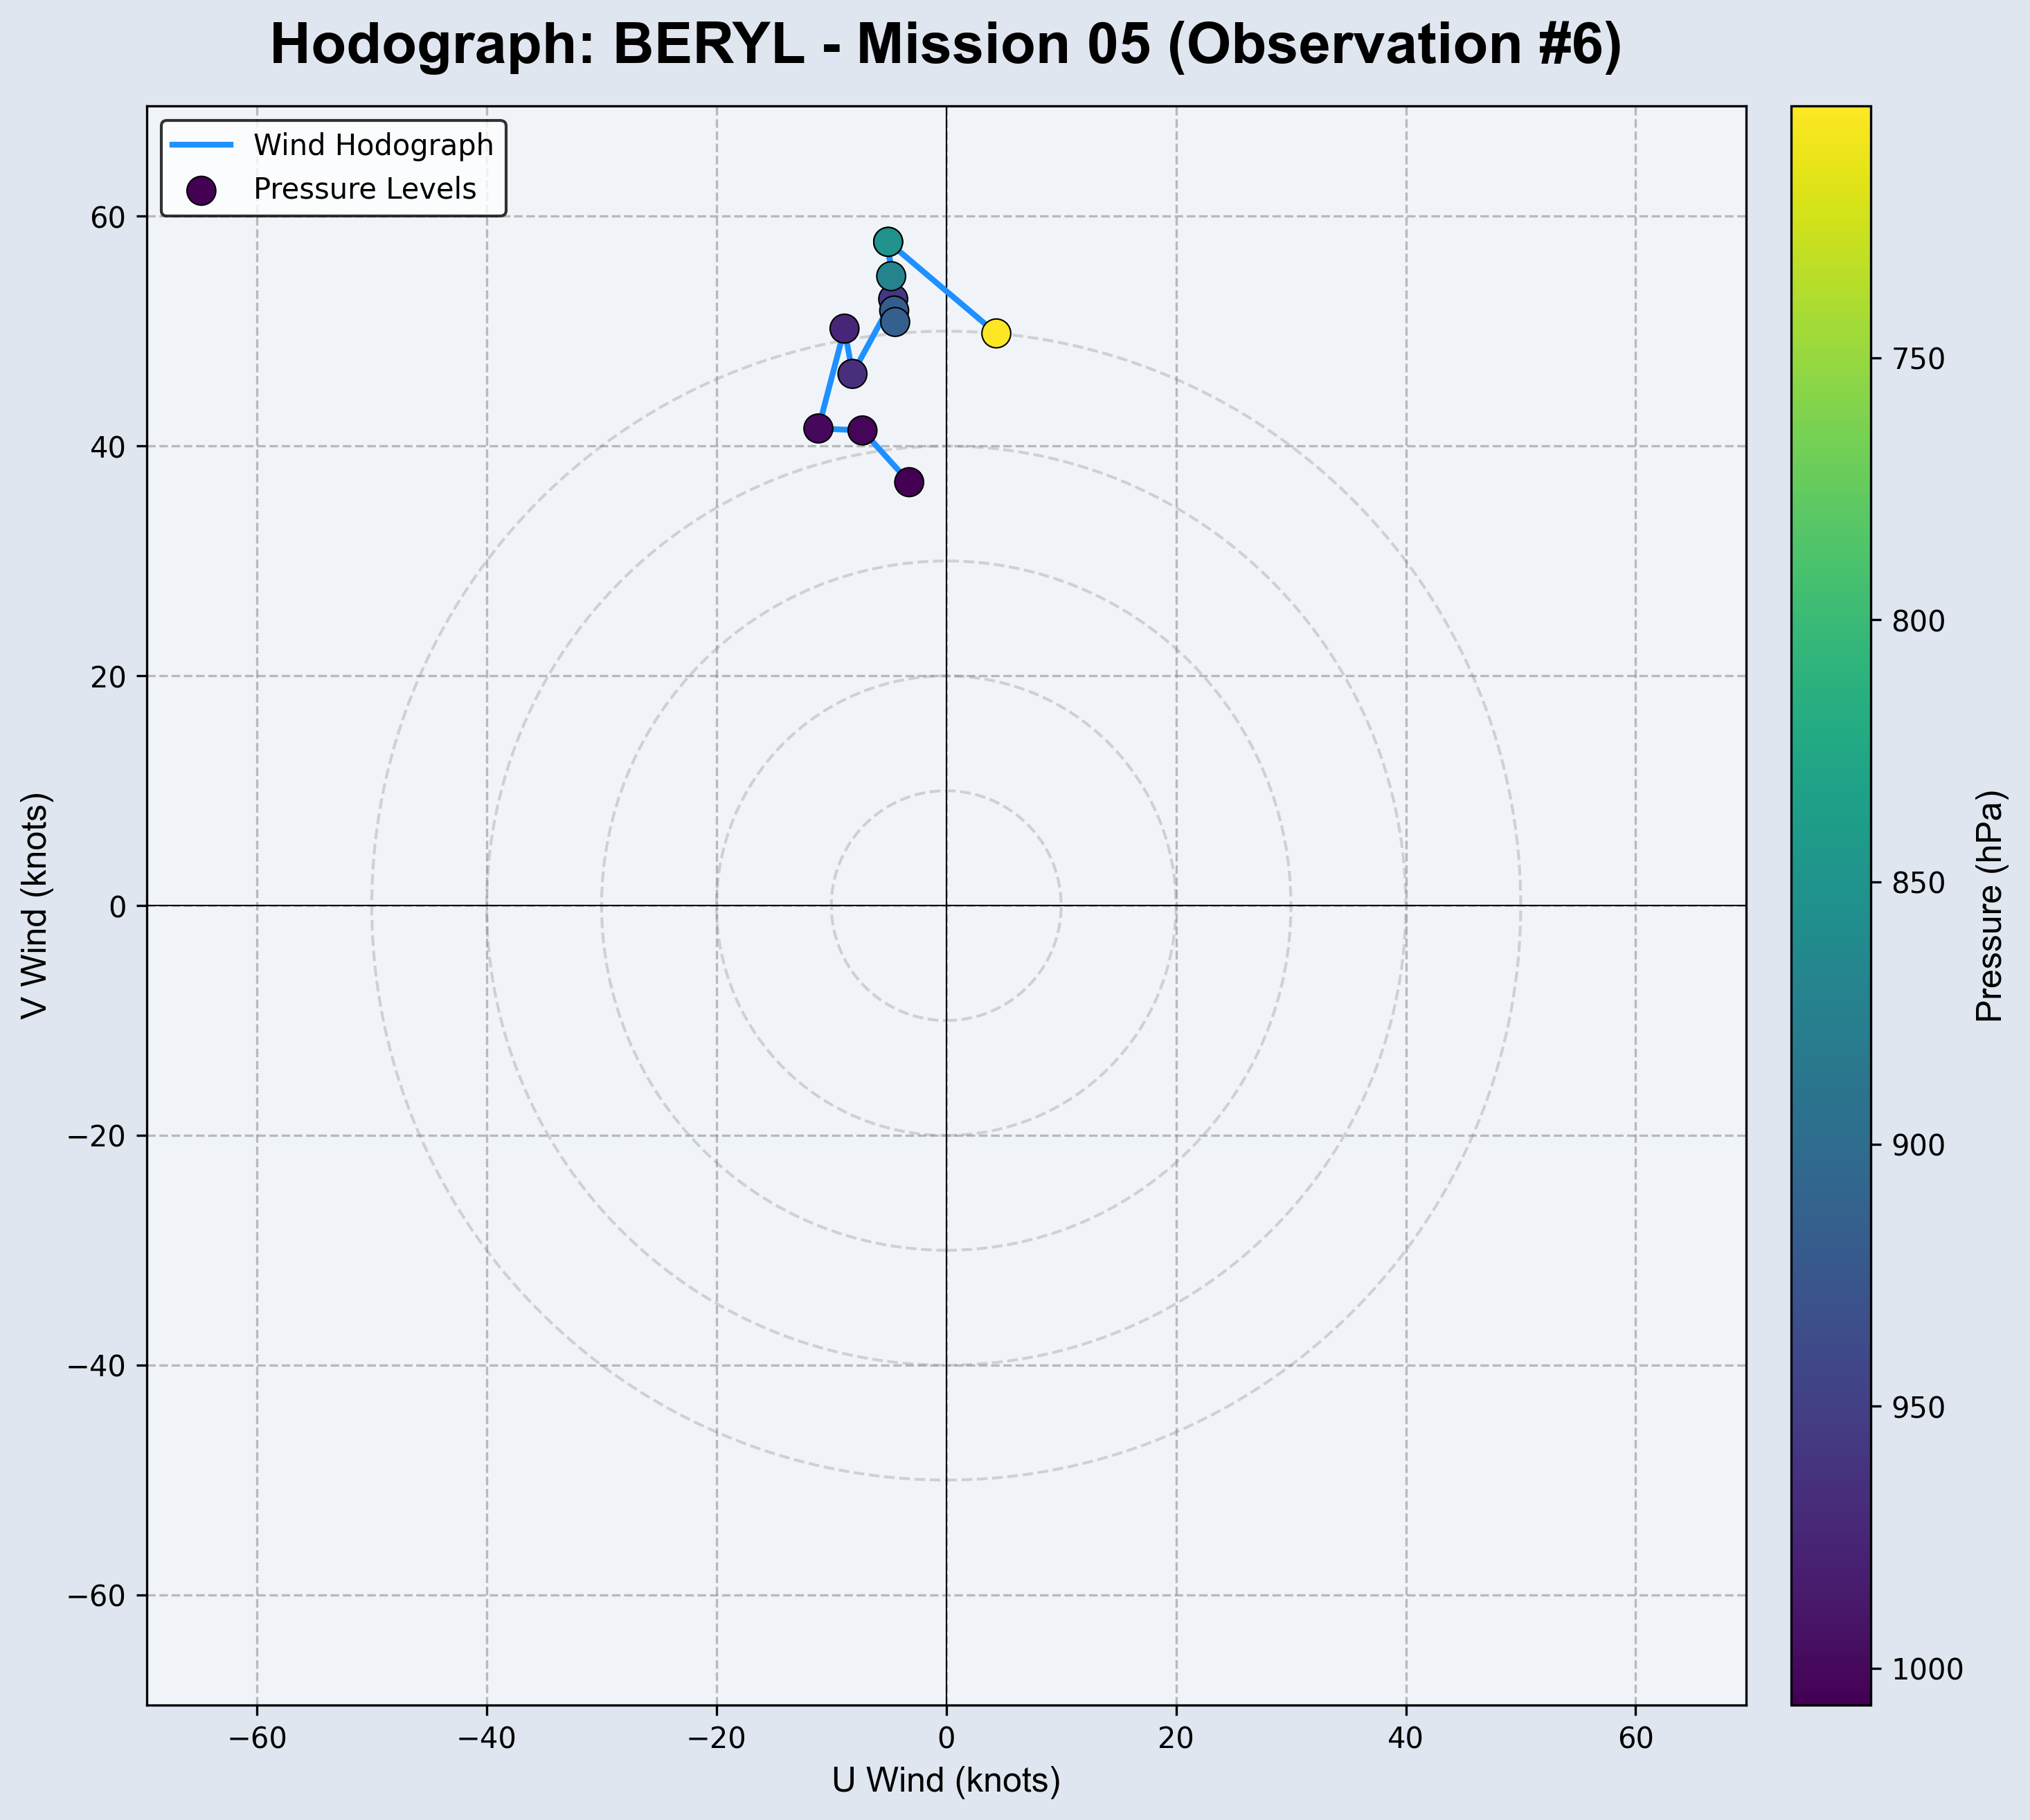 Hodograph: BERYL - Mission 05 (Observation #6)
Wind Hodograph
Pressure Levels
60
40
20
0
−20
−40
−60
V Wind (knots)
−60 −40 −20 0 20 40 60
U Wind (knots)
750
800
850
900
950
1000
Pressure (hPa)